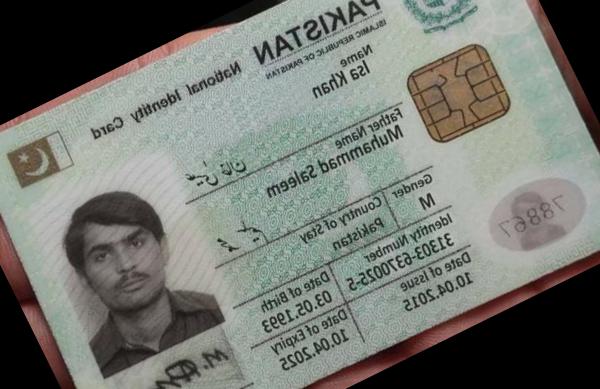 PAKISTAN
National Identity Card
ISLAMIC REPUBLIC OF PAKISTAN
Name
Isa Khan
Father Name
Muhammad Saleem
Gender
M
Country of Stay
Pakistan
Identity Number
31303-6370025-5
Date of Birth
03.05.1993
Date of Issue
10.04.2015
Date of Expiry
10.04.2025
78867